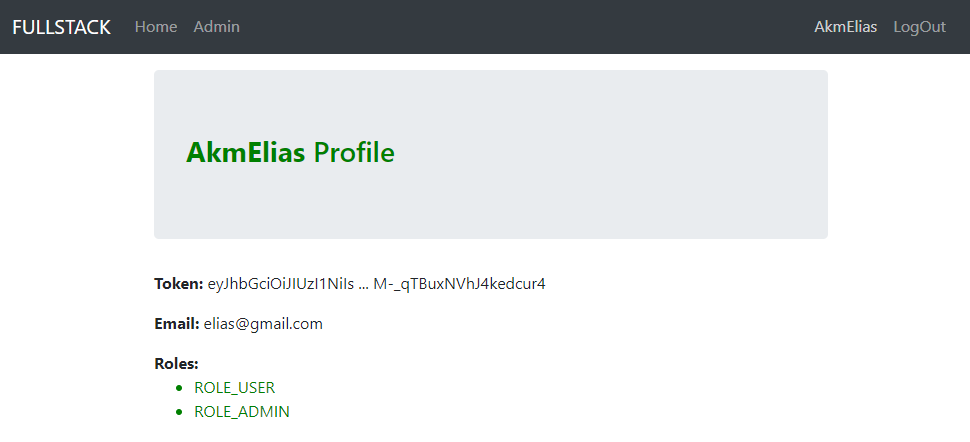 FULLSTACK Home Admin AkmElias LogOut
AkmElias Profile
Token: eyJhbGciOiJIUzI1NiIs ... M-_qTBuxNVhJ4kedcur4
Email: elias@gmail.com
Roles:
• ROLE_USER
• ROLE_ADMIN